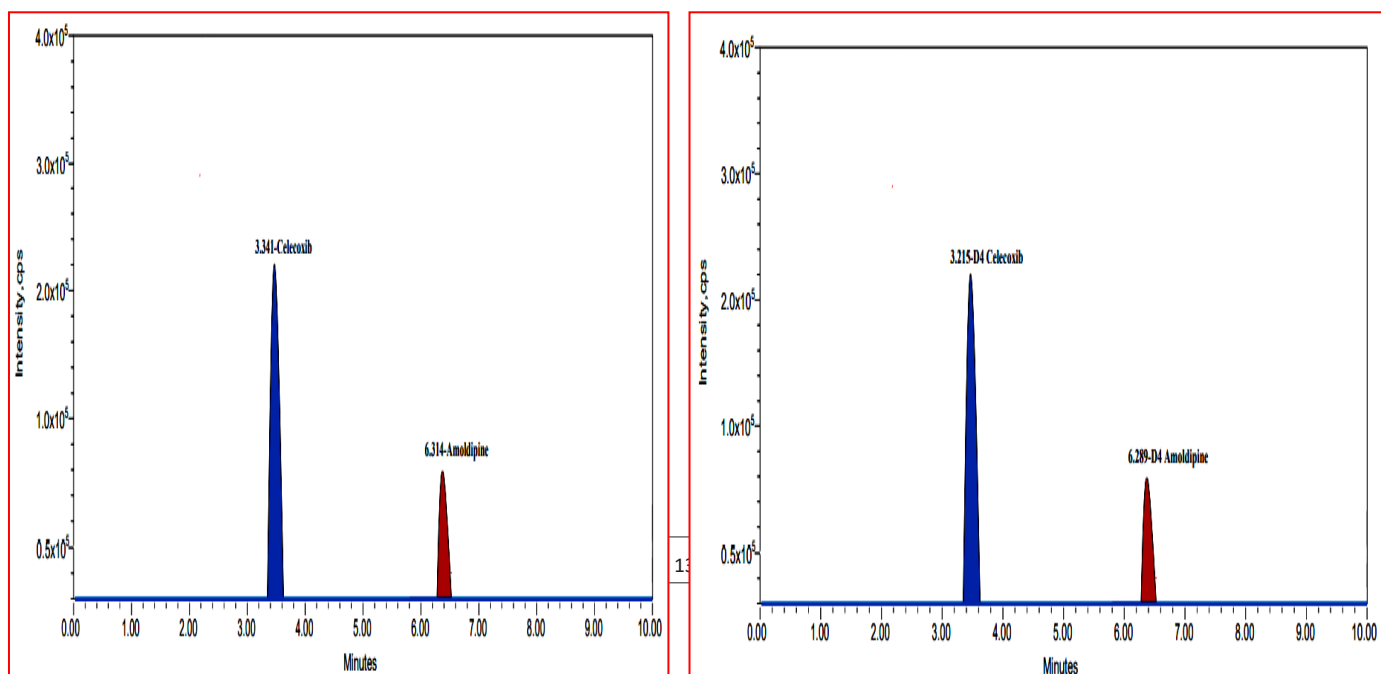 4.0x10⁵
3.0x10⁵
2.0x10⁵
1.0x10⁵
0.5x10⁵
Intensity,cps
3.341-Celecoxib
6.314-Amoldipine
0.00 1.00 2.00 3.00 4.00 5.00 6.00 7.00 8.00 9.00 10.00
Minutes
13
4.0x10⁵
3.0x10⁵
2.0x10⁵
1.0x10⁵
0.5x10⁵
Intensity,cps
3.215-D4 Celecoxib
6.289-D4 Amoldipine
0.00 1.00 2.00 3.00 4.00 5.00 6.00 7.00 8.00 9.00 10.00
Minutes